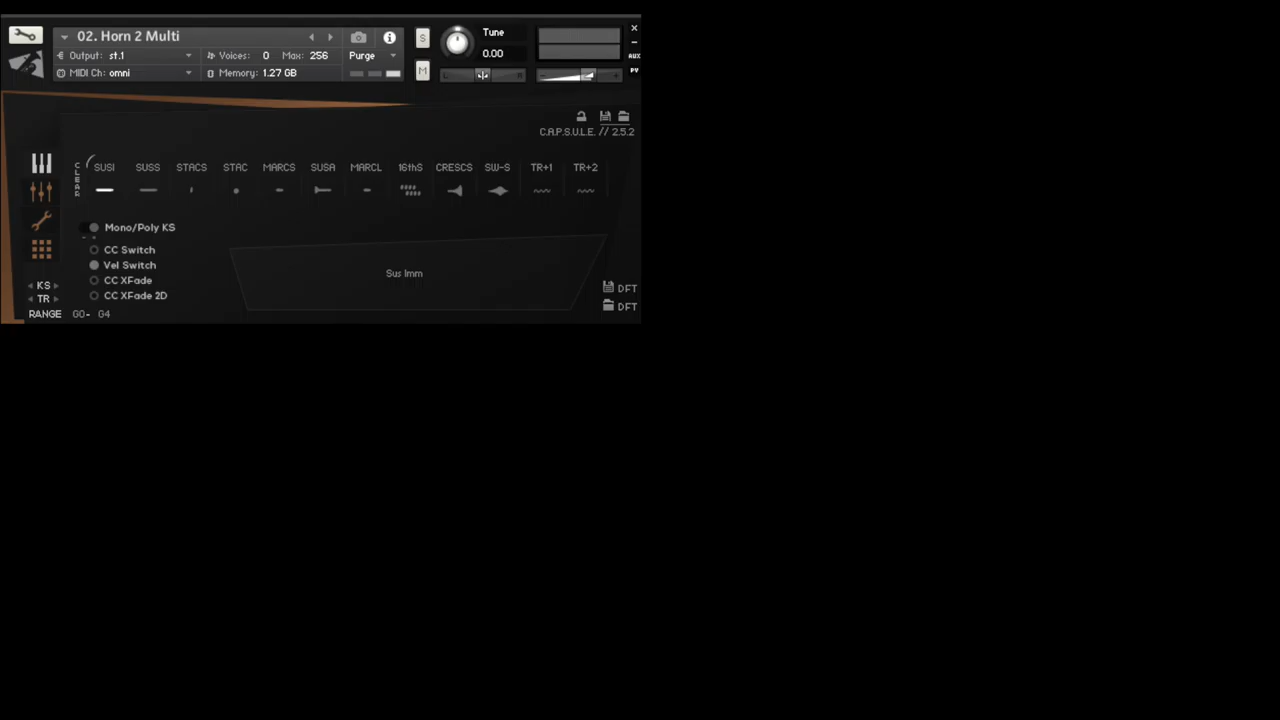 02. Horn 2 Multi
Output: st.1 Voices: 0 Max: 256 Purge
MIDI Ch: omni Memory: 1.27 GB
S
M
Tune
0.00
L R
- +
×
-
AUX
PV
C.A.P.S.U.L.E. // 2.5.2
CLEAR
SUSI SUSS STACS STAC MARCS SUSA MARCL 16thS CRESCS SW-S TR+1 TR+2
Mono/Poly KS
CC Switch
Vel Switch
CC XFade
CC XFade 2D
Sus Imm
KS
TR
RANGE G0- G4
DFT
DFT